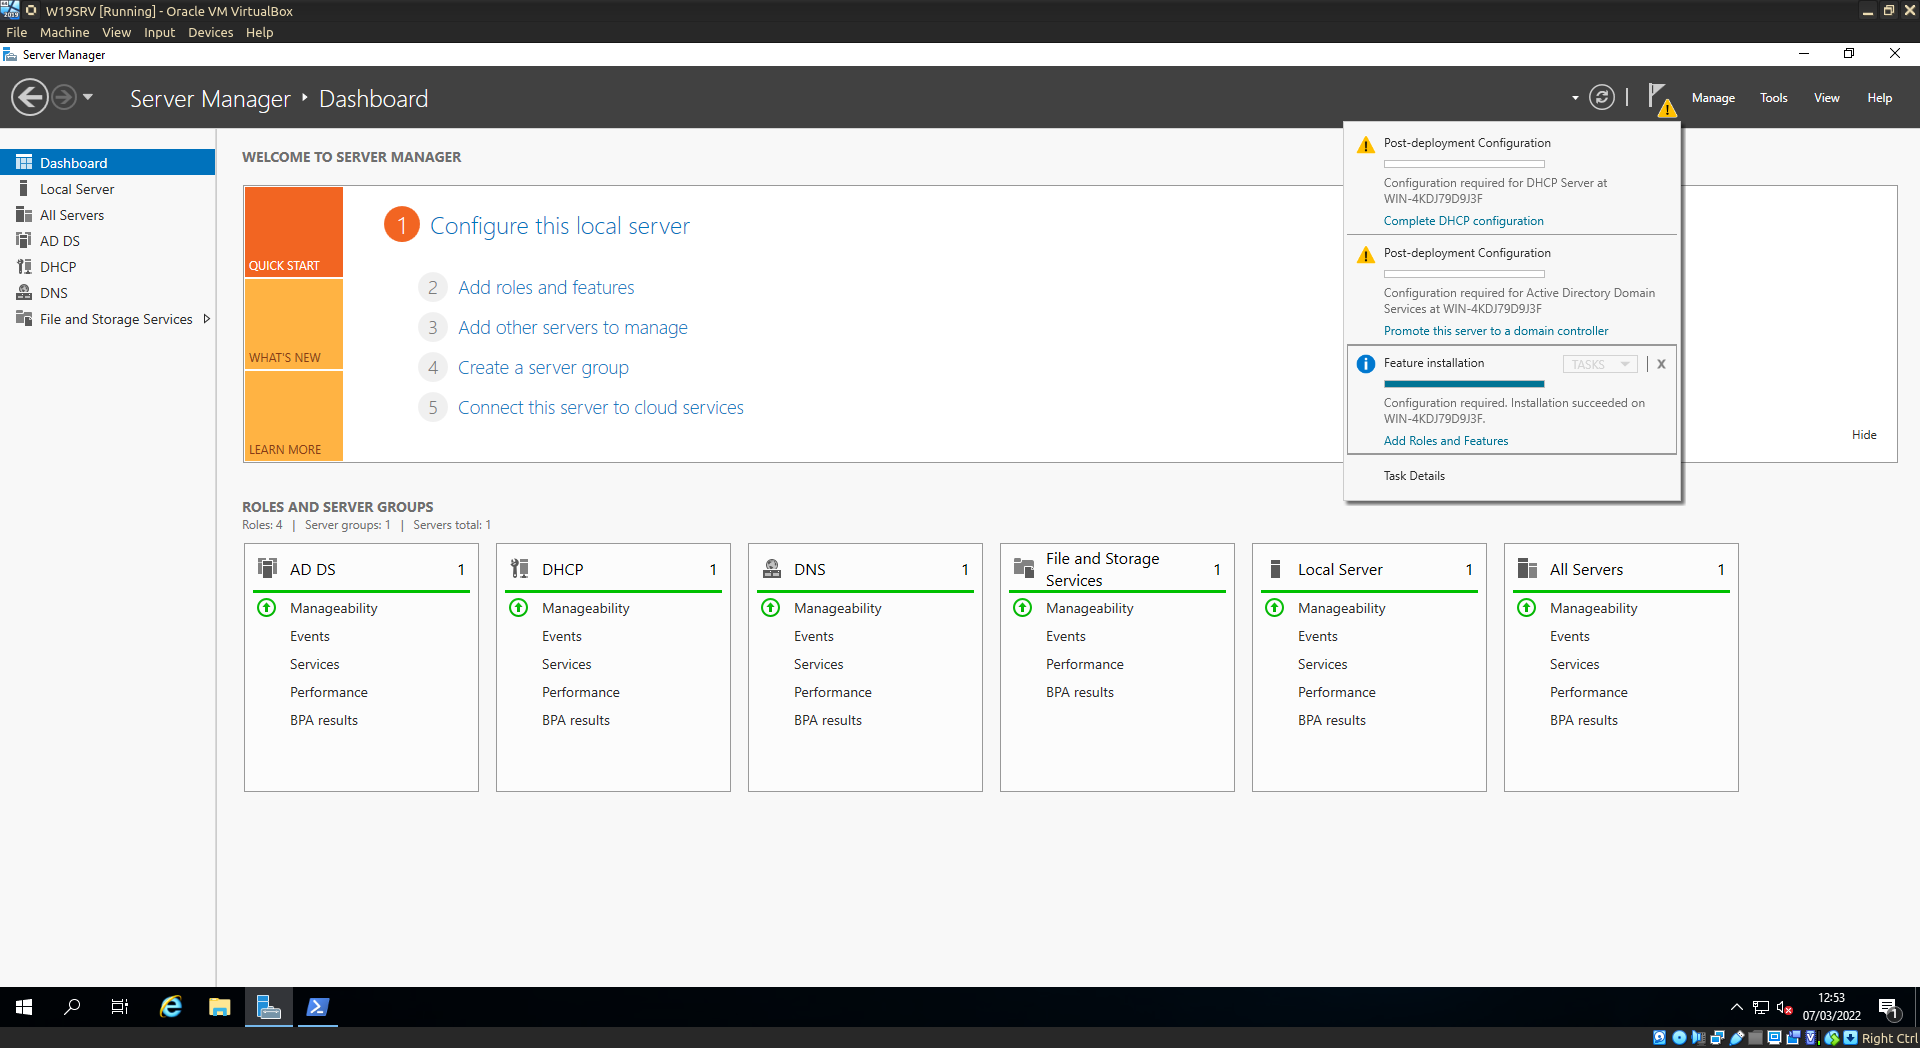 W19SRV [Running] - Oracle VM VirtualBox
File Machine View Input Devices Help
Server Manager
Server Manager Dashboard
Manage Tools View Help
Dashboard
Local Server
All Servers
AD DS
DHCP
DNS
File and Storage Services
WELCOME TO SERVER MANAGER
QUICK START
WHAT'S NEW
LEARN MORE
1 Configure this local server
2 Add roles and features
3 Add other servers to manage
4 Create a server group
5 Connect this server to cloud services
Hide
Post-deployment Configuration
Configuration required for DHCP Server at
WIN-4KDJ79D9J3F
Complete DHCP configuration
Post-deployment Configuration
Configuration required for Active Directory Domain
Services at WIN-4KDJ79D9J3F
Promote this server to a domain controller
Feature installation TASKS X
Configuration required. Installation succeeded on
WIN-4KDJ79D9J3F.
Add Roles and Features
Task Details
ROLES AND SERVER GROUPS
Roles: 4 | Server groups: 1 | Servers total: 1
AD DS 1
Manageability
Events
Services
Performance
BPA results
DHCP 1
Manageability
Events
Services
Performance
BPA results
DNS 1
Manageability
Events
Services
Performance
BPA results
File and Storage
Services 1
Manageability
Events
Performance
BPA results
Local Server 1
Manageability
Events
Services
Performance
BPA results
All Servers 1
Manageability
Events
Services
Performance
BPA results
12:53
07/03/2022
1
Right Ctrl